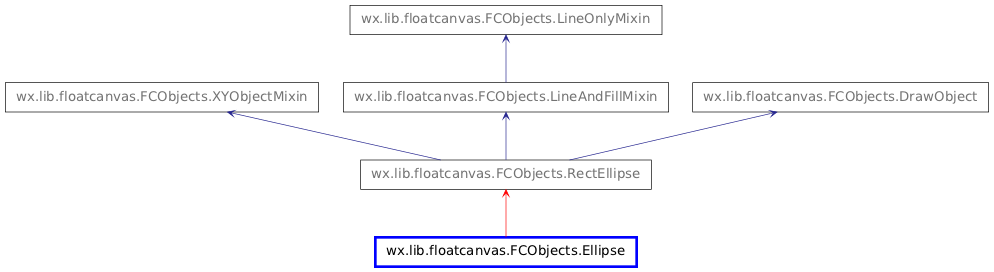 wx.lib.floatcanvas.FCObjects.LineOnlyMixin
wx.lib.floatcanvas.FCObjects.XYObjectMixin
wx.lib.floatcanvas.FCObjects.LineAndFillMixin
wx.lib.floatcanvas.FCObjects.DrawObject
wx.lib.floatcanvas.FCObjects.RectEllipse
wx.lib.floatcanvas.FCObjects.Ellipse